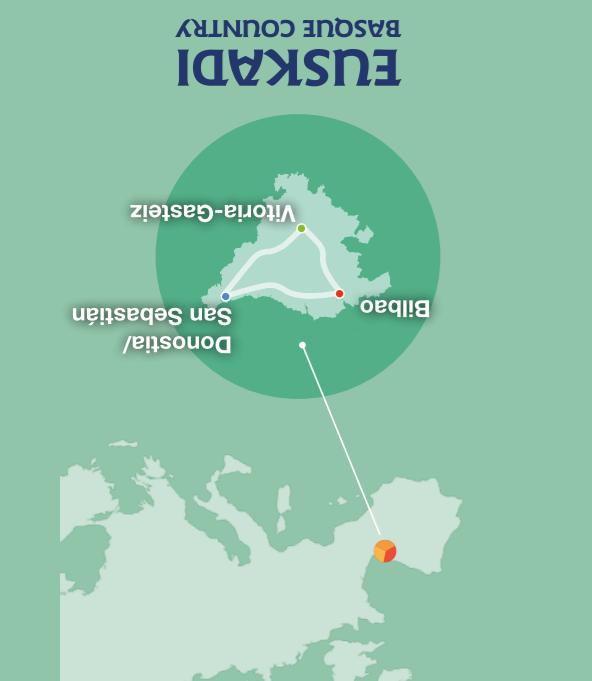 Donostia/
San Sebastián
Bilbao
Vitoria-Gasteiz
EUSKADI
BASQUE COUNTRY